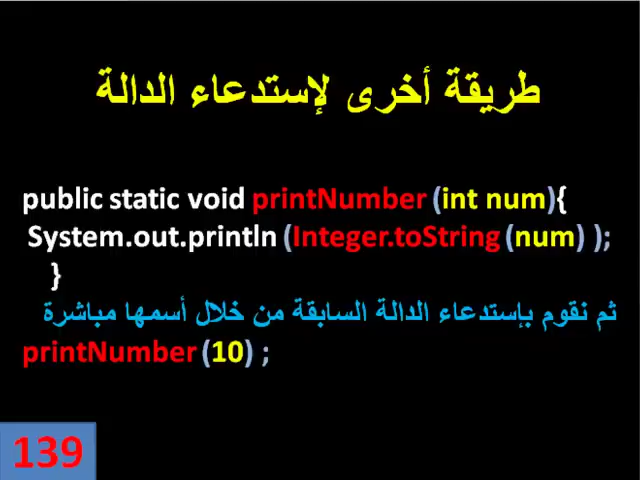 طريقة أخرى لإستدعاء الدالة
public static void printNumber (int num){
System.out.println (Integer.toString (num) );
}
ثم نقوم بإستدعاء الدالة السابقة من خلال أسمها مباشرة
printNumber (10) ;
139